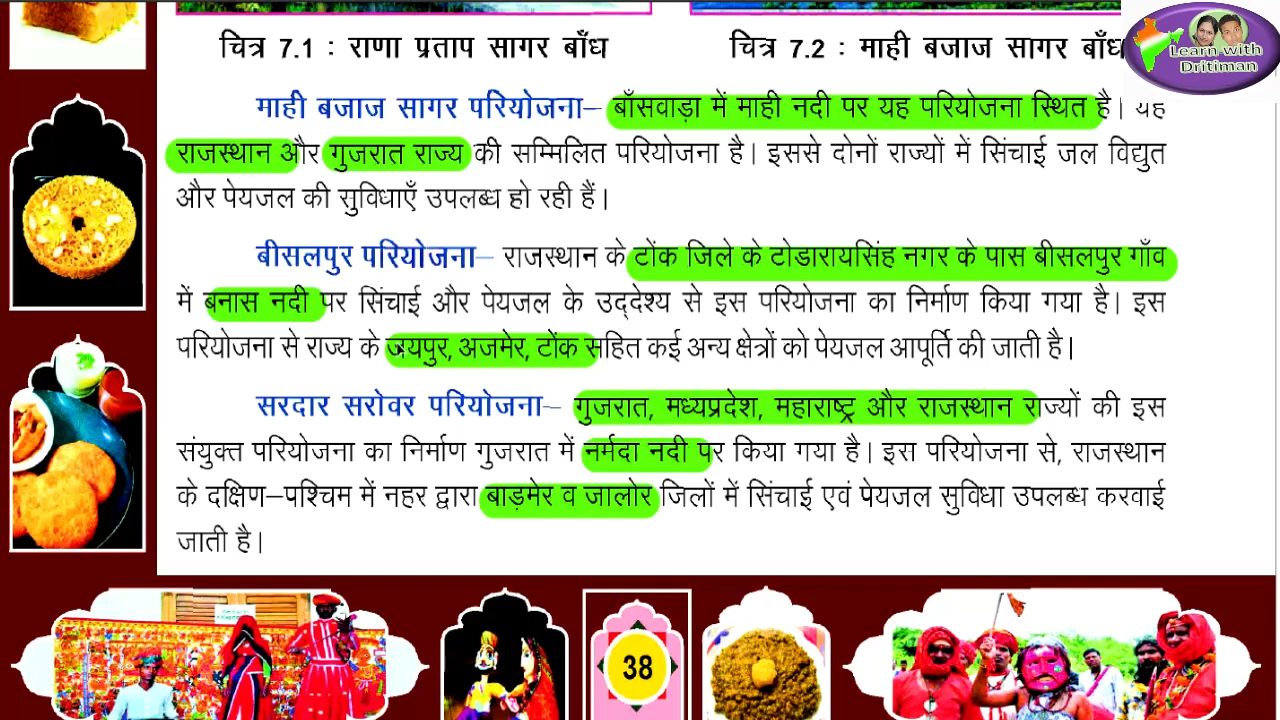 चित्र 7.1 : राणा प्रताप सागर बाँध
चित्र 7.2 : माही बजाज सागर बाँध
Learn with
Dritiman
माही बजाज सागर परियोजना– बाँसवाड़ा में माही नदी पर यह परियोजना स्थित है। यह
राजस्थान और गुजरात राज्य की सम्मिलित परियोजना है। इससे दोनों राज्यों में सिंचाई जल विद्युत
और पेयजल की सुविधाएँ उपलब्ध हो रही हैं।
बीसलपुर परियोजना– राजस्थान के टोंक जिले के टोडारायसिंह नगर के पास बीसलपुर गाँव
में बनास नदी पर सिंचाई और पेयजल के उद्देश्य से इस परियोजना का निर्माण किया गया है। इस
परियोजना से राज्य के जयपुर, अजमेर, टोंक सहित कई अन्य क्षेत्रों को पेयजल आपूर्ति की जाती है।
सरदार सरोवर परियोजना– गुजरात, मध्यप्रदेश, महाराष्ट्र और राजस्थान राज्यों की इस
संयुक्त परियोजना का निर्माण गुजरात में नर्मदा नदी पर किया गया है। इस परियोजना से, राजस्थान
के दक्षिण–पश्चिम में नहर द्वारा बाड़मेर व जालोर जिलों में सिंचाई एवं पेयजल सुविधा उपलब्ध करवाई
जाती है।
38